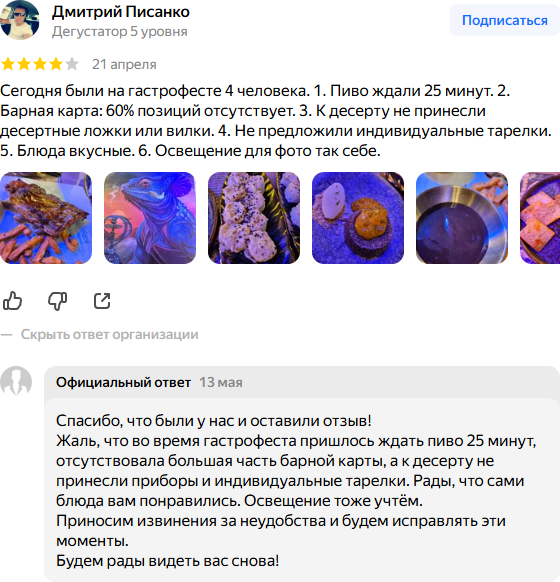 Дмитрий Писанко
Дегустатор 5 уровня
Подписаться
21 апреля
Сегодня были на гастрофесте 4 человека. 1. Пиво ждали 25 минут. 2.
Барная карта: 60% позиций отсутствует. 3. К десерту не принесли
десертные ложки или вилки. 4. Не предложили индивидуальные тарелки.
5. Блюда вкусные. 6. Освещение для фото так себе.
— Скрыть ответ организации
Официальный ответ 13 мая
Спасибо, что были у нас и оставили отзыв!
Жаль, что во время гастрофеста пришлось ждать пиво 25 минут,
отсутствовала большая часть барной карты, а к десерту не
принесли приборы и индивидуальные тарелки. Рады, что сами
блюда вам понравились. Освещение тоже учтём.
Приносим извинения за неудобства и будем исправлять эти
моменты.
Будем рады видеть вас снова!